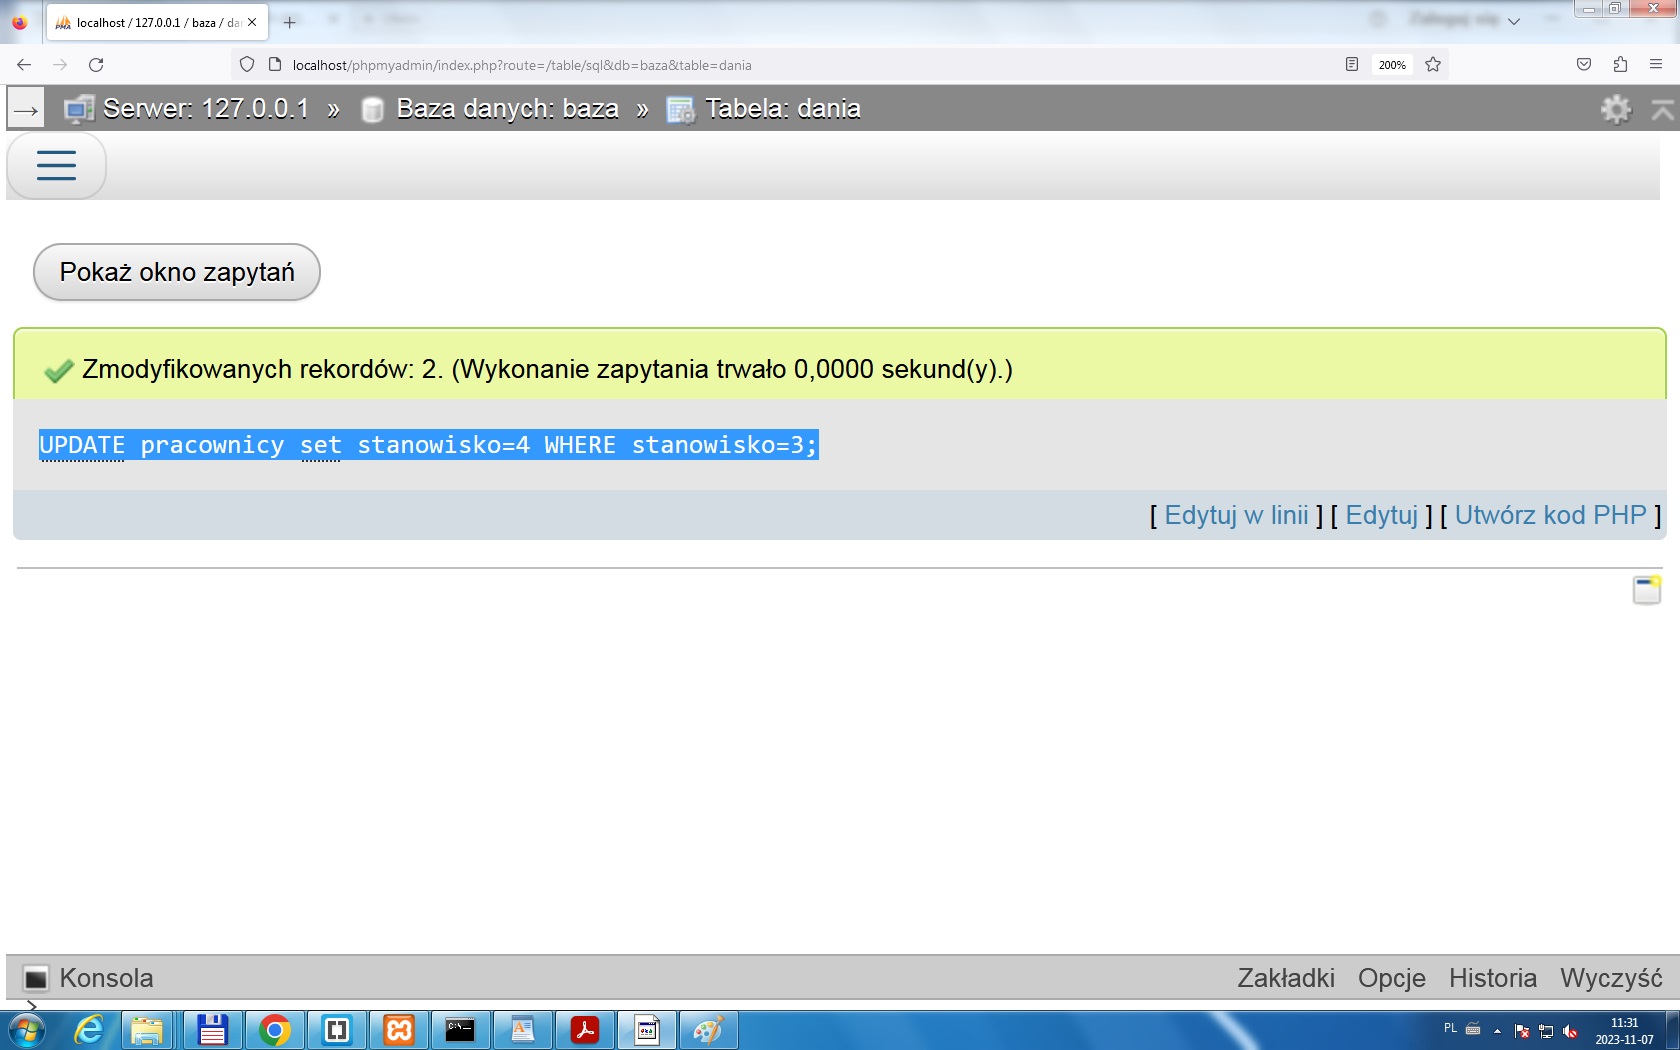 localhost / 127.0.0.1 / baza / da
localhost/phpmyadmin/index.php?route=/table/sql&db=baza&table=dania
200%
Serwer: 127.0.0.1 » Baza danych: baza » Tabela: dania
Pokaż okno zapytań
Zmodyfikowanych rekordów: 2. (Wykonanie zapytania trwało 0,0000 sekund(y).)
UPDATE pracownicy set stanowisko=4 WHERE stanowisko=3;
[ Edytuj w linii ] [ Edytuj ] [ Utwórz kod PHP ]
Konsola
Zakładki Opcje Historia Wyczyść
>
PL
11:31
2023-11-07